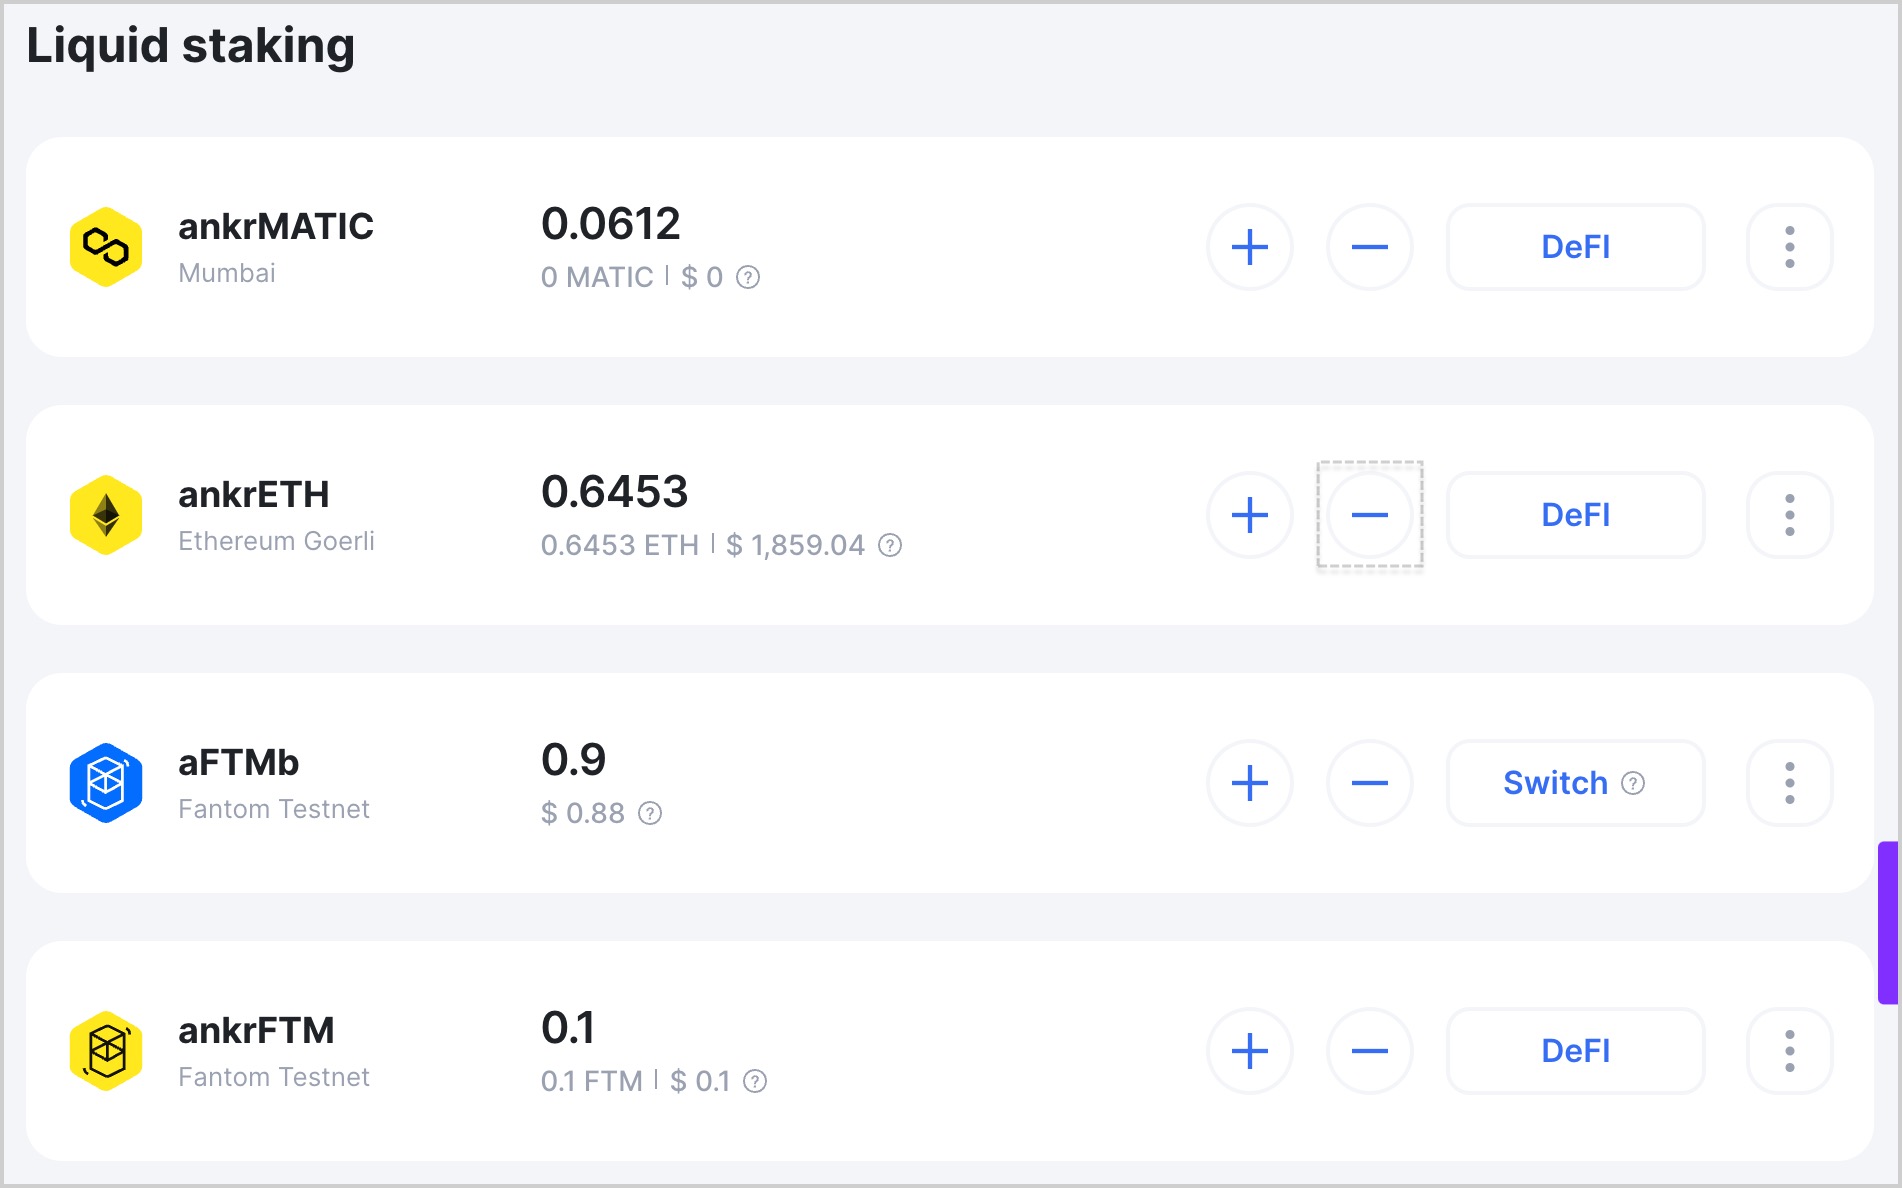 Liquid staking
ankrMATIC
Mumbai
0.0612
0 MATIC | $ 0 ?
DeFI
ankrETH
Ethereum Goerli
0.6453
0.6453 ETH | $ 1,859.04 ?
DeFI
aFTMb
Fantom Testnet
0.9
$ 0.88 ?
Switch ?
ankrFTM
Fantom Testnet
0.1
0.1 FTM | $ 0.1 ?
DeFI